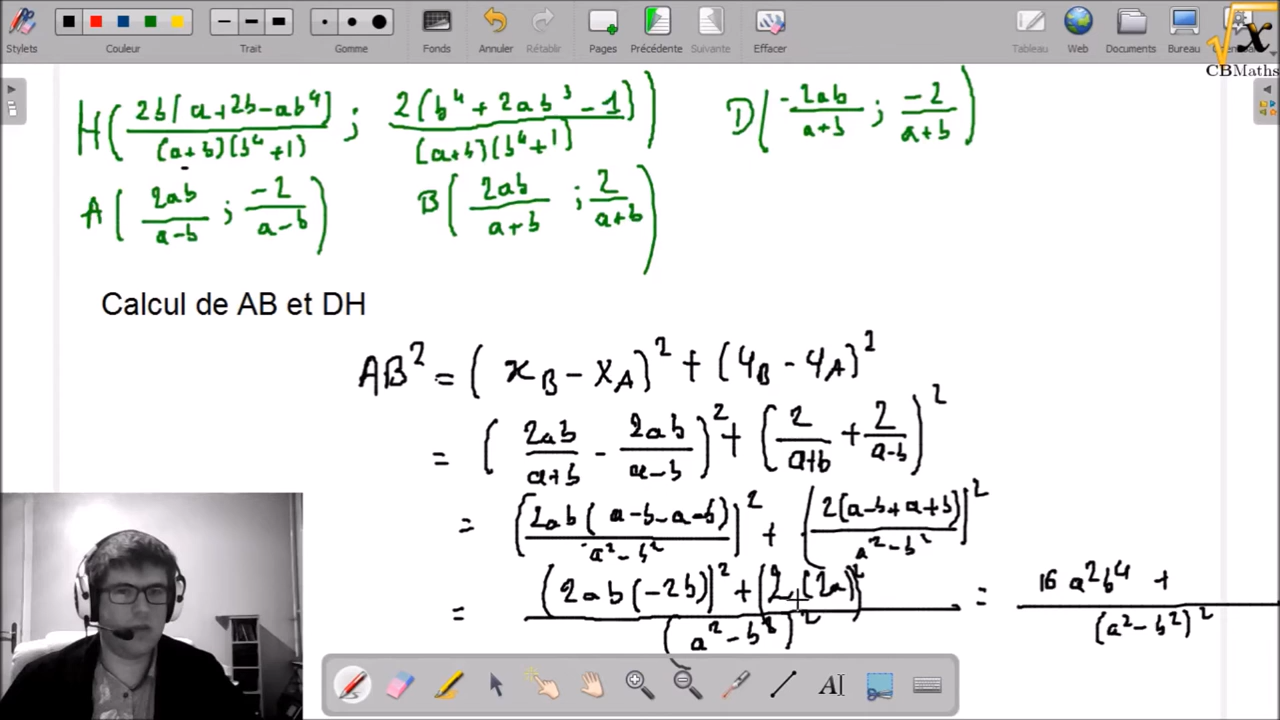 Stylets Couleur Trait Gomme Fonds Annuler Rétablir Pages Précédente Suivante Effacer Tableau Web Documents Bureau
√x
CBMaths
H( 2b[a+2b-ab⁴] / (a+b)(b⁴+1) ; 2(b⁴+2ab³-1) / (a+b)(b⁴+1) ) D( -2ab / a+b ; -2 / a+b )
A( 2ab / a-b ; -2 / a-b ) B( 2ab / a+b ; 2 / a+b )
Calcul de AB et DH
AB² = ( x_B - x_A )² + ( y_B - y_A )²
= ( 2ab / a+b - 2ab / a-b )² + ( 2 / a+b + 2 / a-b )²
= ( 2ab( a-b-a-b) / a²-b² )² + ( 2(a-b+a+b) / a²-b² )²
= (2ab(-2b))² + (2 (2a))² / (a²-b²)² = 16 a²b⁴ + / (a²-b²)²
AI